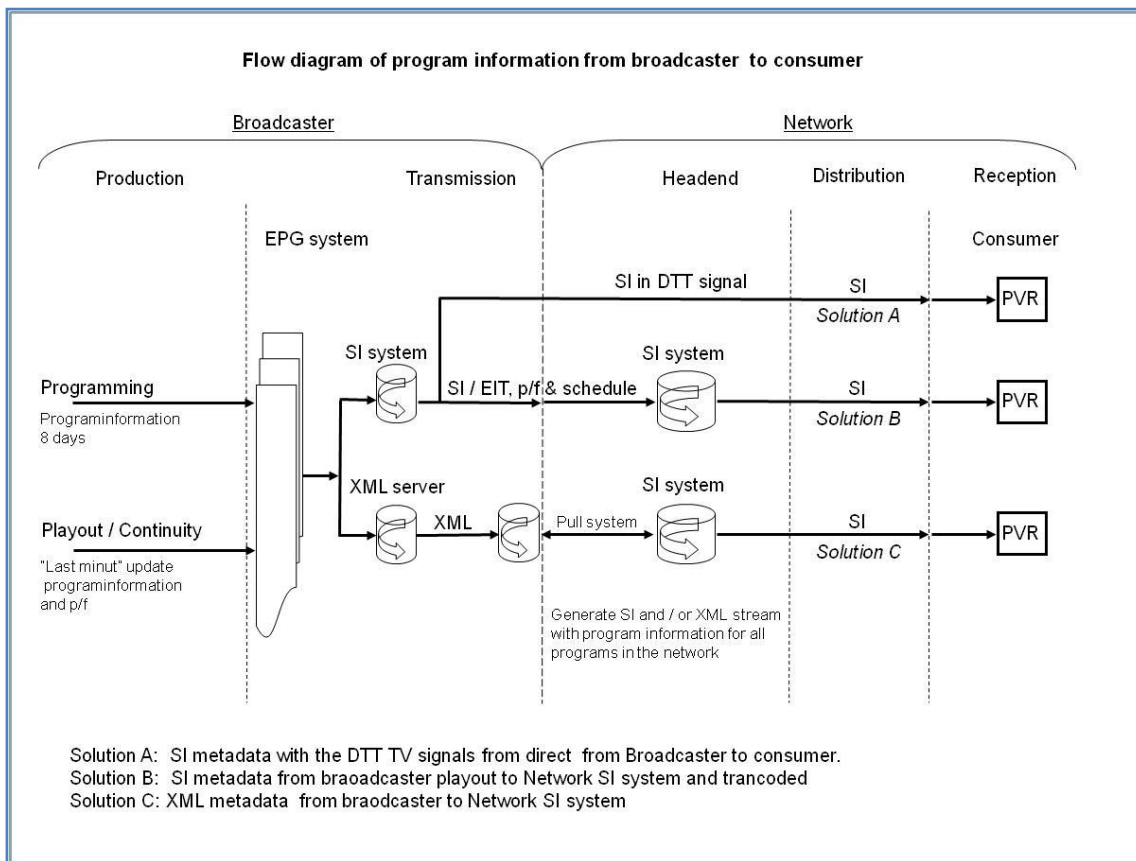 Flow diagram of program information from broadcaster to consumer
Broadcaster
Network
Production
Transmission
Headend
Distribution
Reception
EPG system
Consumer
SI in DTT signal
SI
Solution A
PVR
SI system
SI system
Programming
SI / EIT, p/f & schedule
SI
PVR
Programinformation
8 days
Solution B
XML server
SI system
Playout / Continuity
XML
Pull system
SI
PVR
Solution C
"Last minut" update
programinformation
and p/f
Generate SI and / or XML stream
with program information for all
programs in the network
Solution A: SI metadata with the DTT TV signals from direct from Broadcaster to consumer.
Solution B: SI metadata from braoadcaster playout to Network SI system and trancoded
Solution C: XML metadata from braodcaster to Network SI system